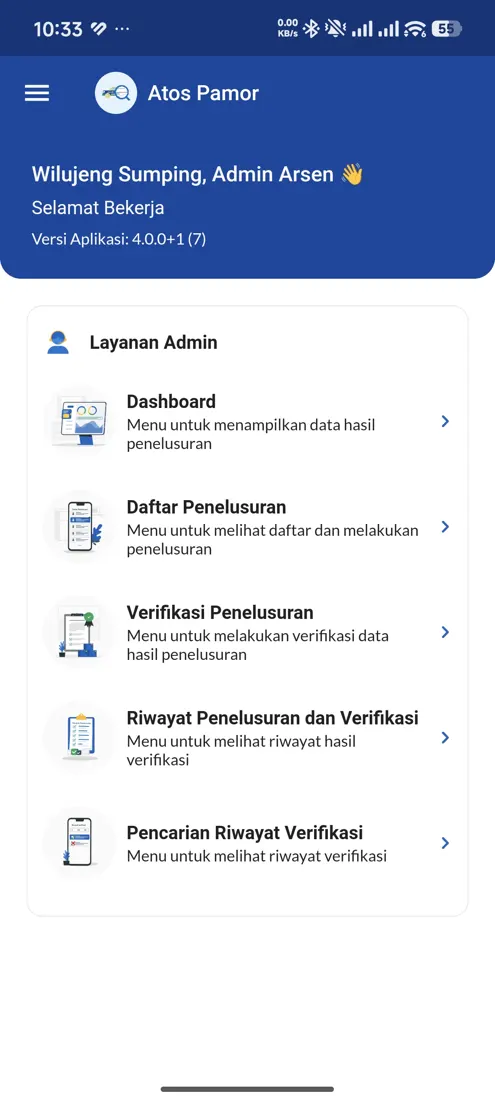 10:33
0.00
KB/s
6
55
Atos Pamor
Wilujeng Sumping, Admin Arsen 👋
Selamat Bekerja
Versi Aplikasi: 4.0.0+1 (7)
Layanan Admin
Dashboard
Menu untuk menampilkan data hasil
penelusuran
Daftar Penelusuran
Menu untuk melihat daftar dan melakukan
penelusuran
Verifikasi Penelusuran
Menu untuk melakukan verifikasi data
hasil penelusuran
Riwayat Penelusuran dan Verifikasi
Menu untuk melihat riwayat hasil
verifikasi
Pencarian Riwayat Verifikasi
Menu untuk melihat riwayat verifikasi